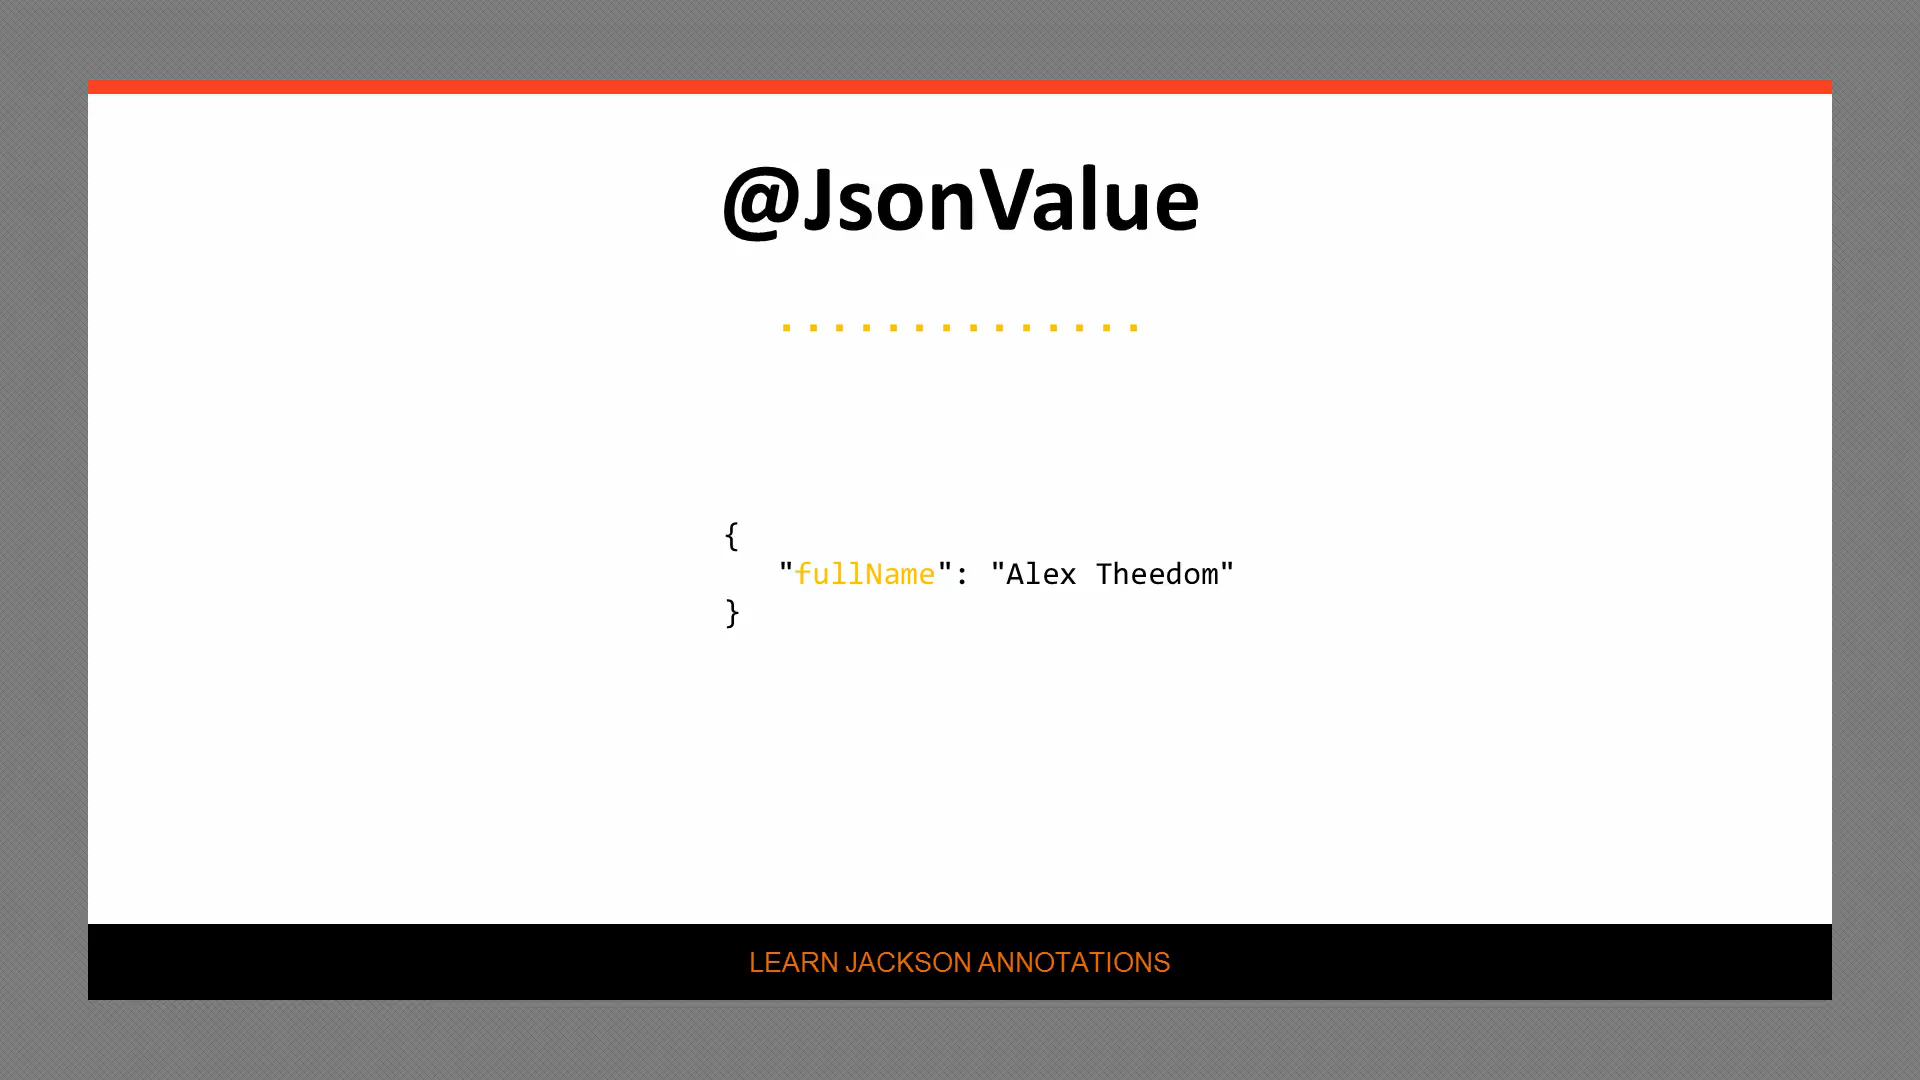 @JsonValue
{
"fullName": "Alex Theedom"
}
LEARN JACKSON ANNOTATIONS